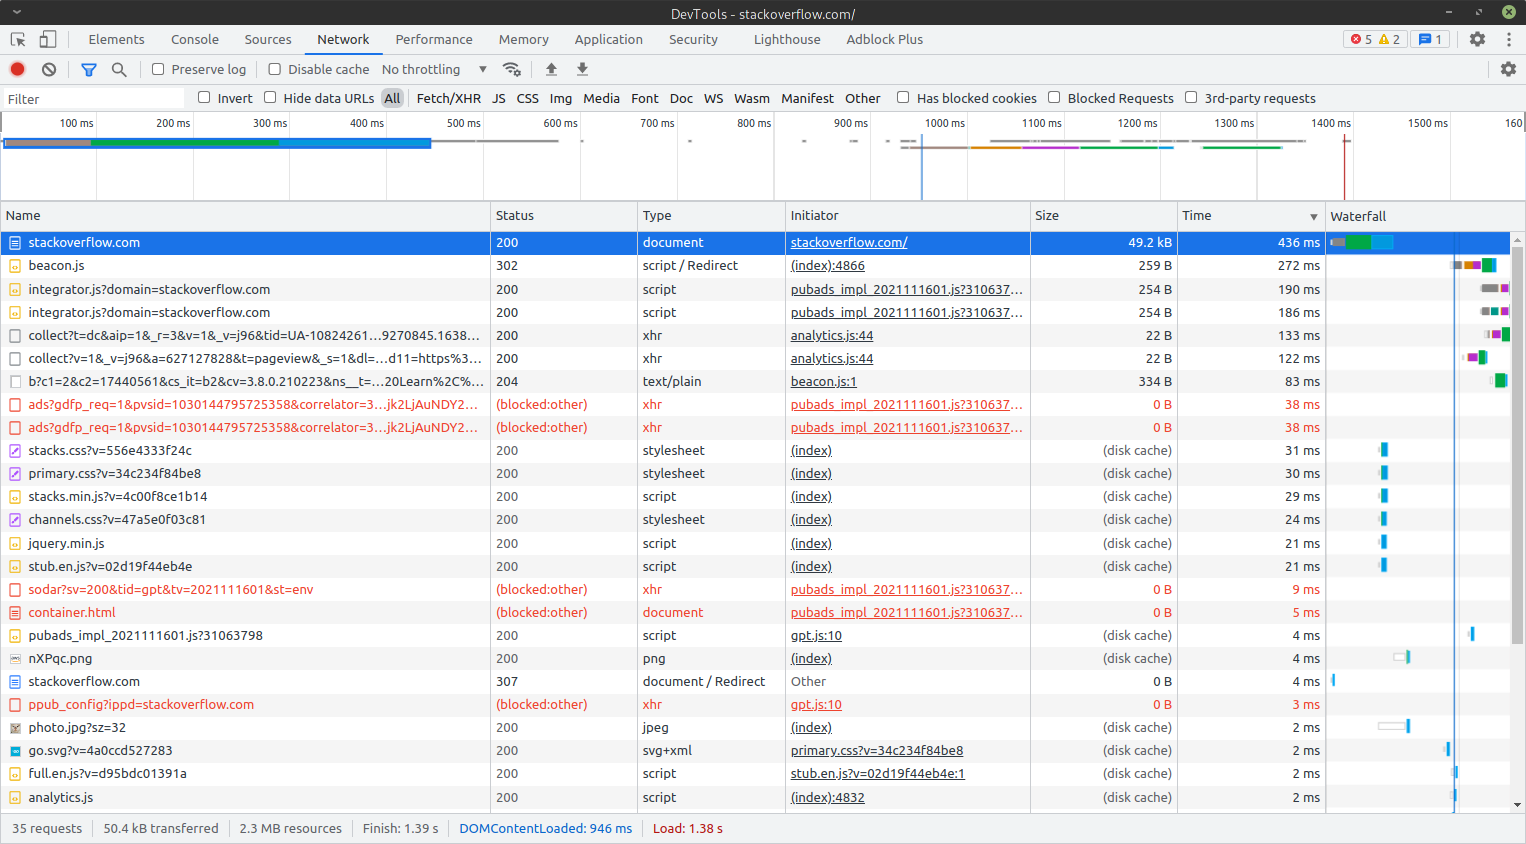 DevTools - stackoverflow.com/
Elements Console Sources Network Performance Memory Application Security Lighthouse Adblock Plus 5 2 1
Preserve log Disable cache No throttling
Filter Invert Hide data URLs All Fetch/XHR JS CSS Img Media Font Doc WS Wasm Manifest Other Has blocked cookies Blocked Requests 3rd-party requests
100 ms 200 ms 300 ms 400 ms 500 ms 600 ms 700 ms 800 ms 900 ms 1000 ms 1100 ms 1200 ms 1300 ms 1400 ms 1500 ms 160
Name Status Type Initiator Size Time Waterfall
stackoverflow.com 200 document stackoverflow.com/ 49.2 kB 436 ms
beacon.js 302 script / Redirect (index):4866 259 B 272 ms
integrator.js?domain=stackoverflow.com 200 script pubads_impl_2021111601.js?310637... 254 B 190 ms
integrator.js?domain=stackoverflow.com 200 script pubads_impl_2021111601.js?310637... 254 B 186 ms
collect?t=dc&aip=1&_r=3&v=1&_v=j96&tid=UA-10824261...9270845.1638... 200 xhr analytics.js:44 22 B 133 ms
collect?v=1&_v=j96&a=627127828&t=pageview&_s=1&dl=...d11=https%3... 200 xhr analytics.js:44 22 B 122 ms
b?c1=2&c2=17440561&cs_it=b2&cv=3.8.0.210223&ns__t=...20Learn%2C%... 204 text/plain beacon.js:1 334 B 83 ms
ads?gdfp_req=1&pvsid=1030144795725358&correlator=3...jk2LjAuNDY2... (blocked:other) xhr pubads_impl_2021111601.js?310637... 0 B 38 ms
ads?gdfp_req=1&pvsid=1030144795725358&correlator=3...jk2LjAuNDY2... (blocked:other) xhr pubads_impl_2021111601.js?310637... 0 B 38 ms
stacks.css?v=556e4333f24c 200 stylesheet (index) (disk cache) 31 ms
primary.css?v=34c234f84be8 200 stylesheet (index) (disk cache) 30 ms
stacks.min.js?v=4c00f8ce1b14 200 script (index) (disk cache) 29 ms
channels.css?v=47a5e0f03c81 200 stylesheet (index) (disk cache) 24 ms
jquery.min.js 200 script (index) (disk cache) 21 ms
stub.en.js?v=02d19f44eb4e 200 script (index) (disk cache) 21 ms
sodar?sv=200&tid=gpt&tv=2021111601&st=env (blocked:other) xhr pubads_impl_2021111601.js?310637... 0 B 9 ms
container.html (blocked:other) document pubads_impl_2021111601.js?310637... 0 B 5 ms
pubads_impl_2021111601.js?31063798 200 script gpt.js:10 (disk cache) 4 ms
nXPqc.png 200 png (index) (disk cache) 4 ms
stackoverflow.com 307 document / Redirect Other 0 B 4 ms
ppub_config?ippd=stackoverflow.com (blocked:other) xhr gpt.js:10 0 B 3 ms
photo.jpg?sz=32 200 jpeg (index) (disk cache) 2 ms
go.svg?v=4a0ccd527283 200 svg+xml primary.css?v=34c234f84be8 (disk cache) 2 ms
full.en.js?v=d95bdc01391a 200 script stub.en.js?v=02d19f44eb4e:1 (disk cache) 2 ms
analytics.js 200 script (index):4832 (disk cache) 2 ms
35 requests 50.4 kB transferred 2.3 MB resources Finish: 1.39 s DOMContentLoaded: 946 ms Load: 1.38 s